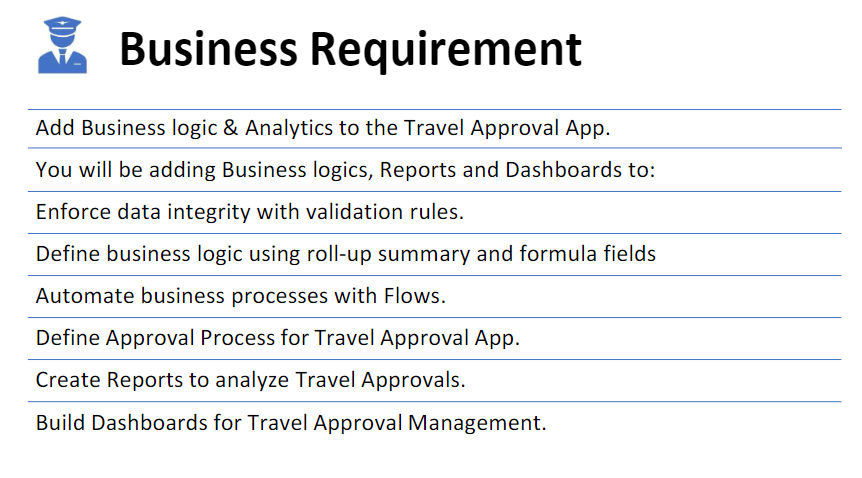 Business Requirement
Add Business logic & Analytics to the Travel Approval App.
You will be adding Business logics, Reports and Dashboards to:
Enforce data integrity with validation rules.
Define business logic using roll-up summary and formula fields
Automate business processes with Flows.
Define Approval Process for Travel Approval App.
Create Reports to analyze Travel Approvals.
Build Dashboards for Travel Approval Management.